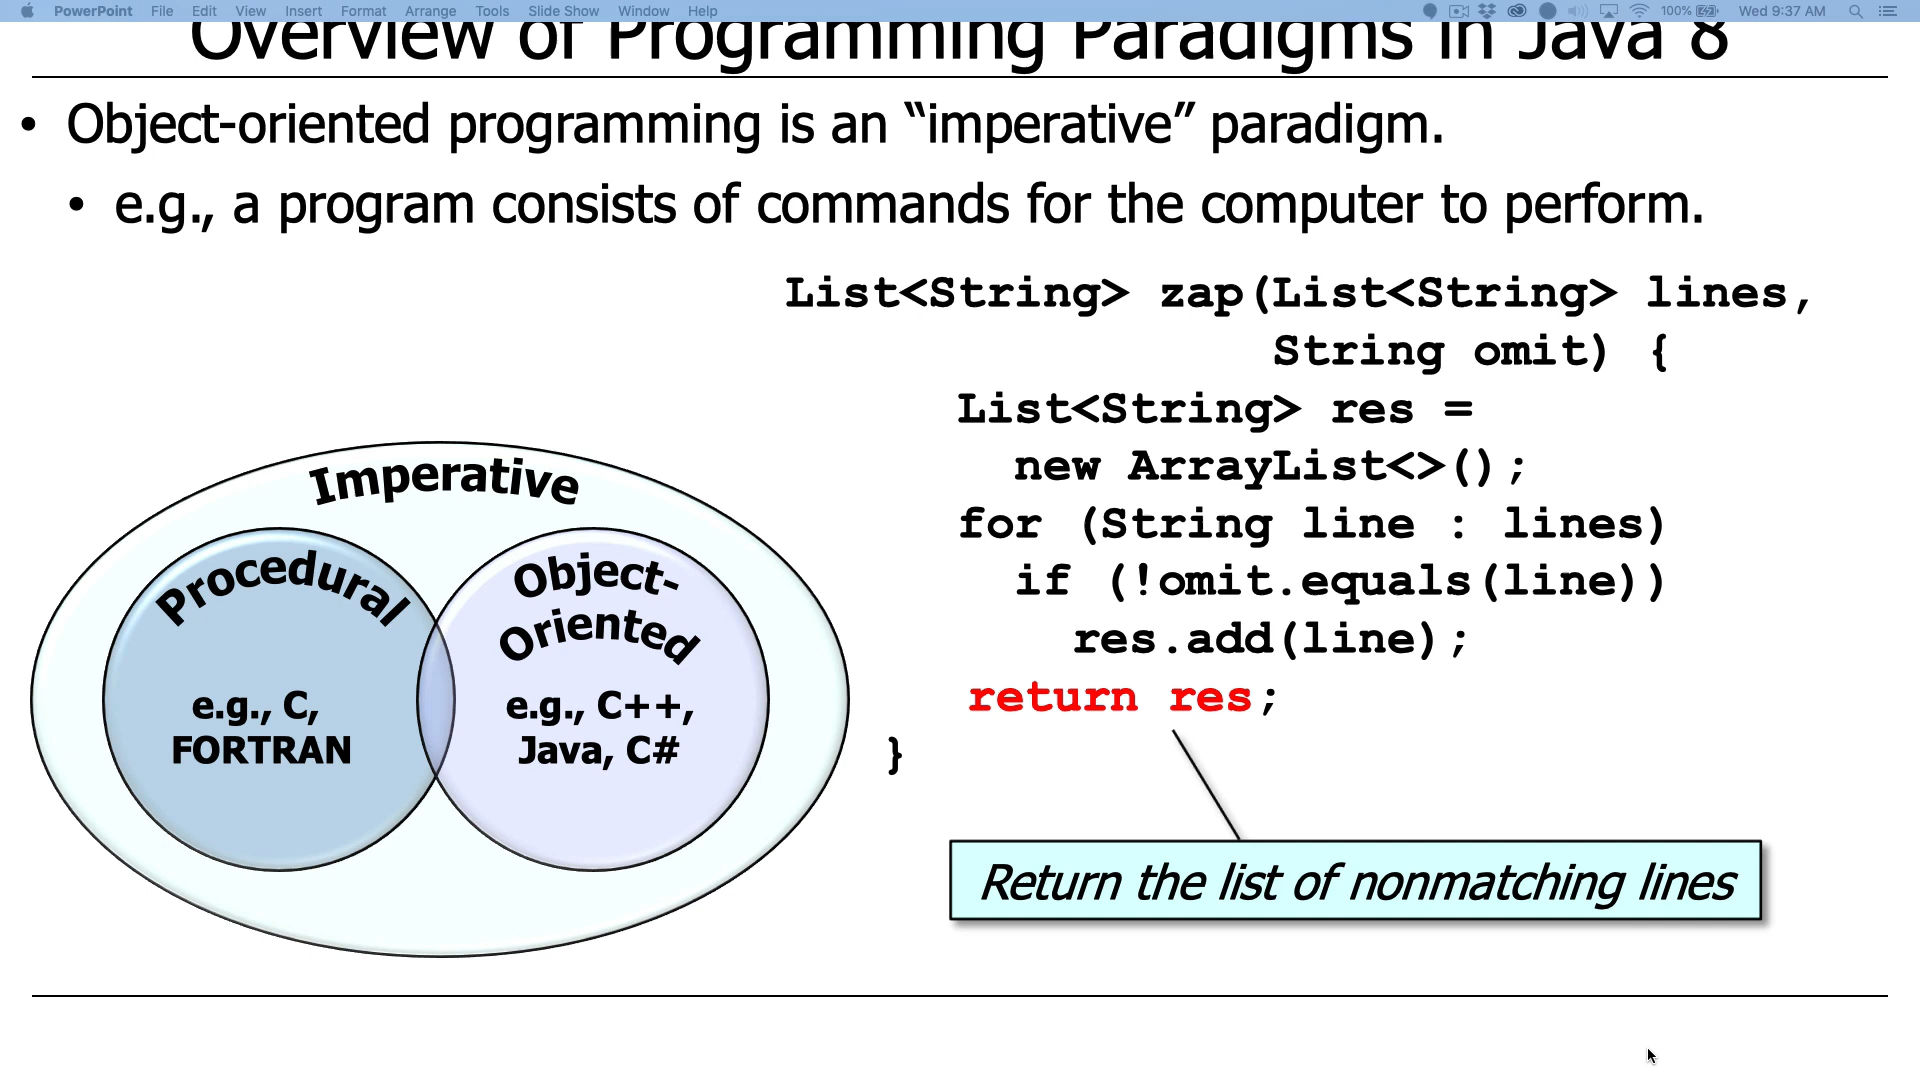 PowerPoint File Edit View Insert Format Arrange Tools Slide Show Window Help 100% Wed 9:37 AM
Overview of Programming Paradigms in Java 8
• Object-oriented programming is an “imperative” paradigm.
• e.g., a program consists of commands for the computer to perform.
List<String> zap(List<String> lines,
String omit) {
List<String> res =
new ArrayList<>();
for (String line : lines)
if (!omit.equals(line))
res.add(line);
return res;
}
Return the list of nonmatching lines
Imperative
Procedural
e.g., C,
FORTRAN
Object-
Oriented
e.g., C++,
Java, C#